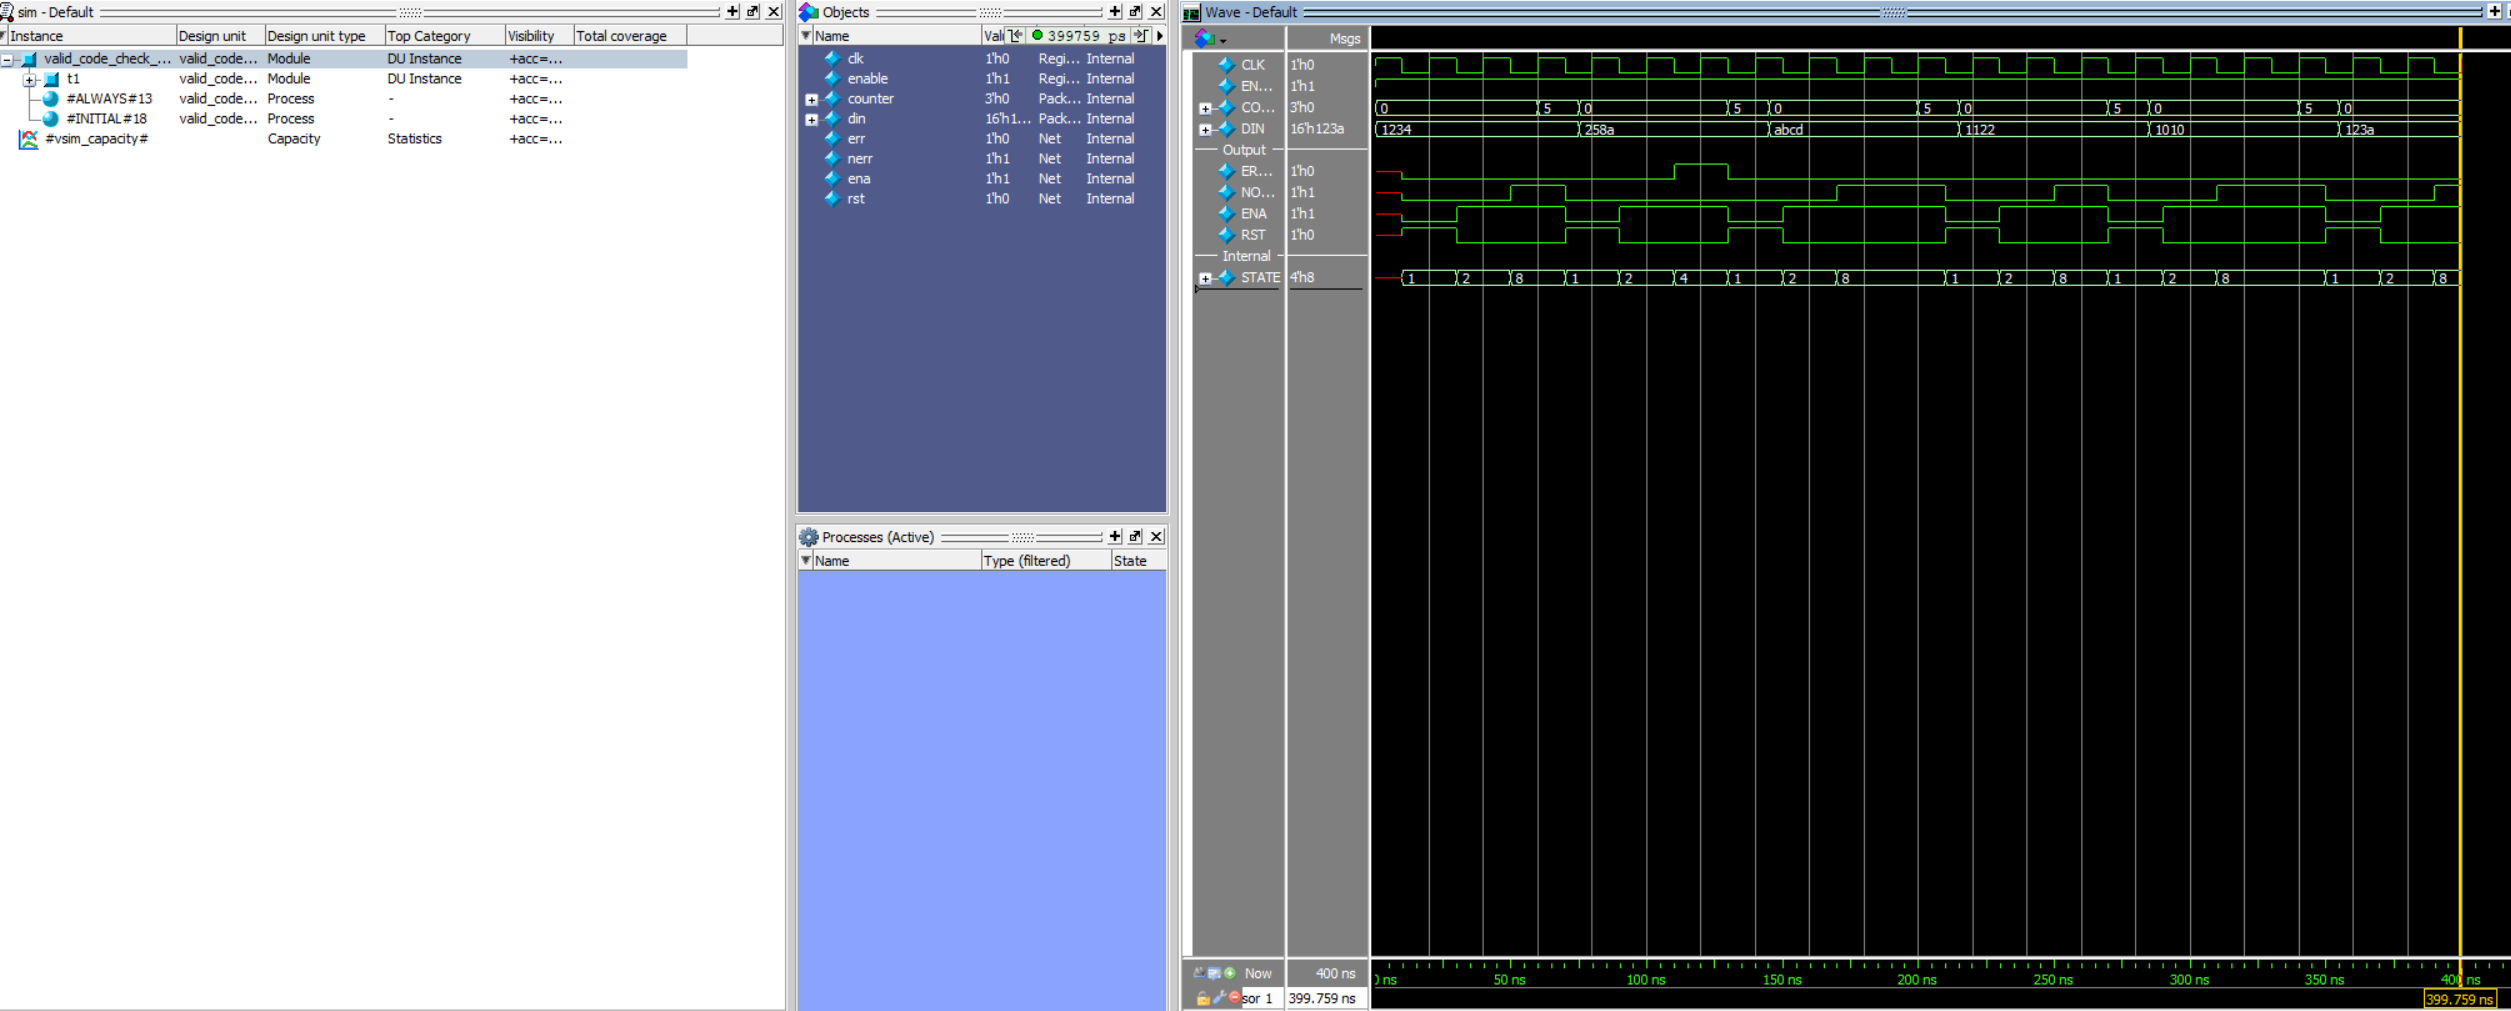 sim - Default
Instance Design unit Design unit type Top Category Visibility Total coverage
valid_code_check_... valid_code... Module DU Instance +acc=...
t1 valid_code... Module DU Instance +acc=...
#ALWAYS#13 valid_code... Process - +acc=...
#INITIAL#18 valid_code... Process - +acc=...
#vsim_capacity# Capacity Statistics +acc=...
Objects
Name Val 399759 ps
clk 1'h0 Regi... Internal
enable 1'h1 Regi... Internal
counter 3'h0 Pack... Internal
din 16'h1... Pack... Internal
err 1'h0 Net Internal
nerr 1'h1 Net Internal
ena 1'h1 Net Internal
rst 1'h0 Net Internal
Processes (Active)
Name Type (filtered) State
Wave - Default
Msgs
CLK 1'h0
EN... 1'h1
CO... 3'h0 0 5 0 5 0 5 0 5 0 5 0
DIN 16'h123a 1234 258a abcd 1122 1010 123a
Output
ER... 1'h0
NO... 1'h1
ENA 1'h1
RST 1'h0
Internal
STATE 4'h8 1 2 8 1 2 4 1 2 8 1 2 8 1 2 8 1 2 8
Now 400 ns ns 50 ns 100 ns 150 ns 200 ns 250 ns 300 ns 350 ns 400 ns
sor 1 399.759 ns 399.759 ns